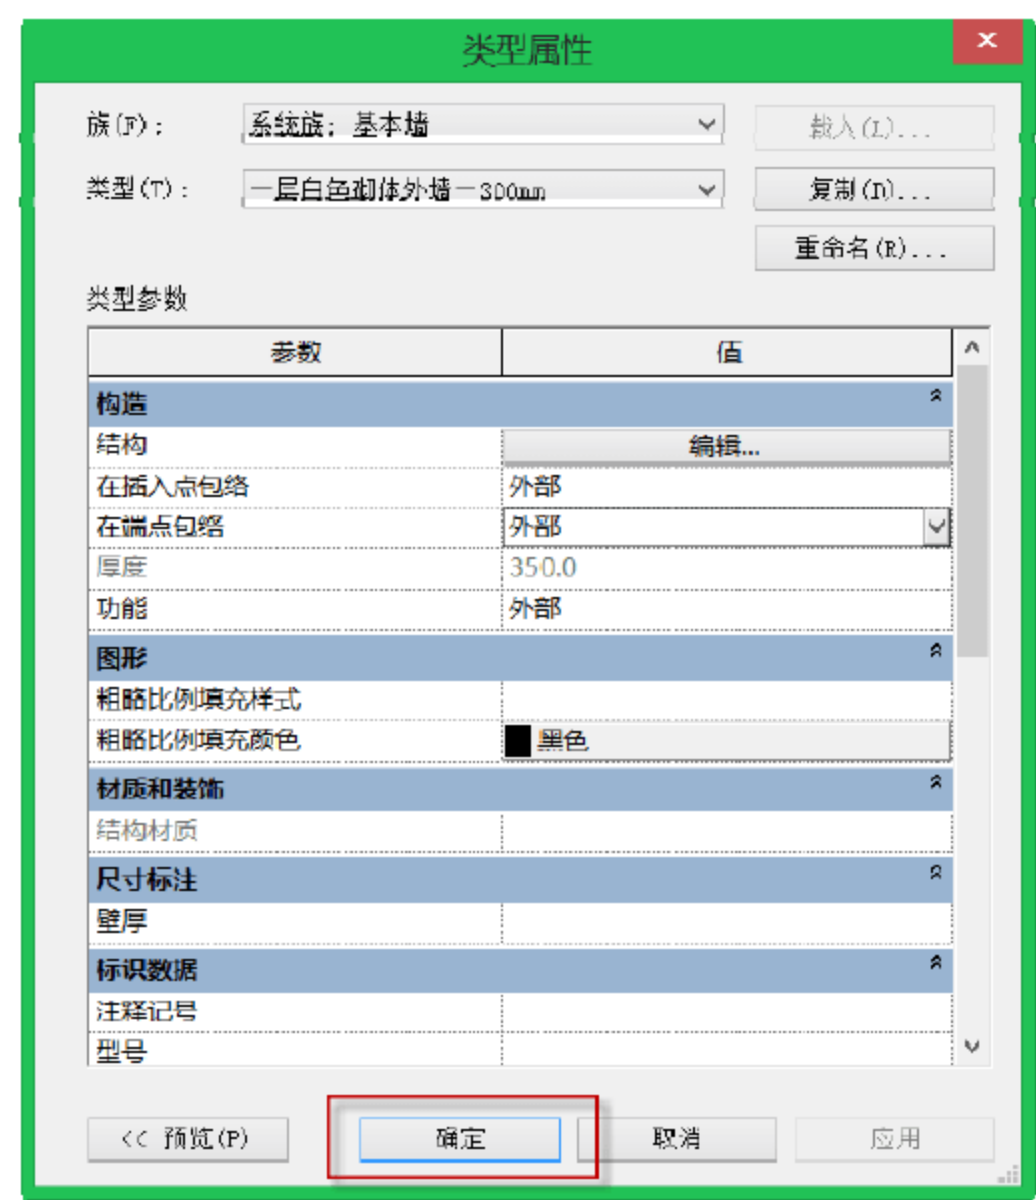 类型属性
族(F)：
系统族：基本墙
载入(L)...
类型(T)：
一层白色砌体外墙－300mm
复制(D)...
重命名(R)...
类型参数
参数
值
构造
结构
编辑...
在插入点包络
外部
在端点包络
外部
厚度
350.0
功能
外部
图形
粗略比例填充样式
粗略比例填充颜色
黑色
材质和装饰
结构材质
尺寸标注
壁厚
标识数据
注释记号
型号
<< 预览(P)
确定
取消
应用